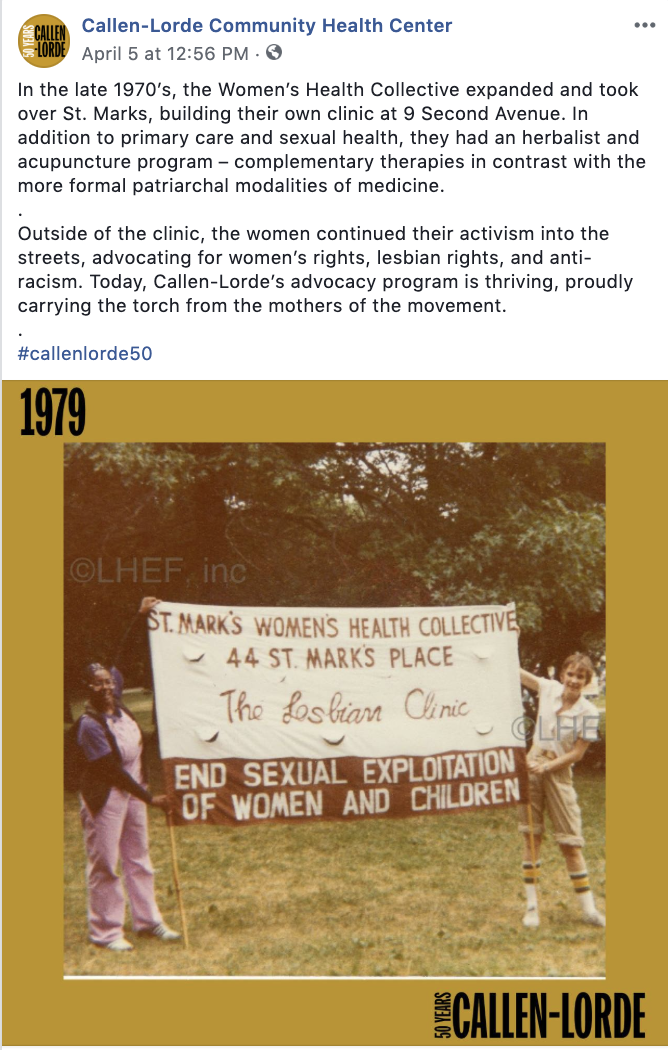 50 YEARS
CALLEN
-LORDE
Callen-Lorde Community Health Center
April 5 at 12:56 PM ·
In the late 1970's, the Women's Health Collective expanded and took
over St. Marks, building their own clinic at 9 Second Avenue. In
addition to primary care and sexual health, they had an herbalist and
acupuncture program – complementary therapies in contrast with the
more formal patriarchal modalities of medicine.
.
Outside of the clinic, the women continued their activism into the
streets, advocating for women's rights, lesbian rights, and anti-
racism. Today, Callen-Lorde's advocacy program is thriving, proudly
carrying the torch from the mothers of the movement.
.
#callenlorde50
1979
©LHEF, inc
ST. MARK'S WOMEN'S HEALTH COLLECTIVE
44 ST. MARK'S PLACE
The Lesbian Clinic
©LHE
END SEXUAL EXPLOITATION
OF WOMEN AND CHILDREN
50 YEARS
CALLEN-LORDE